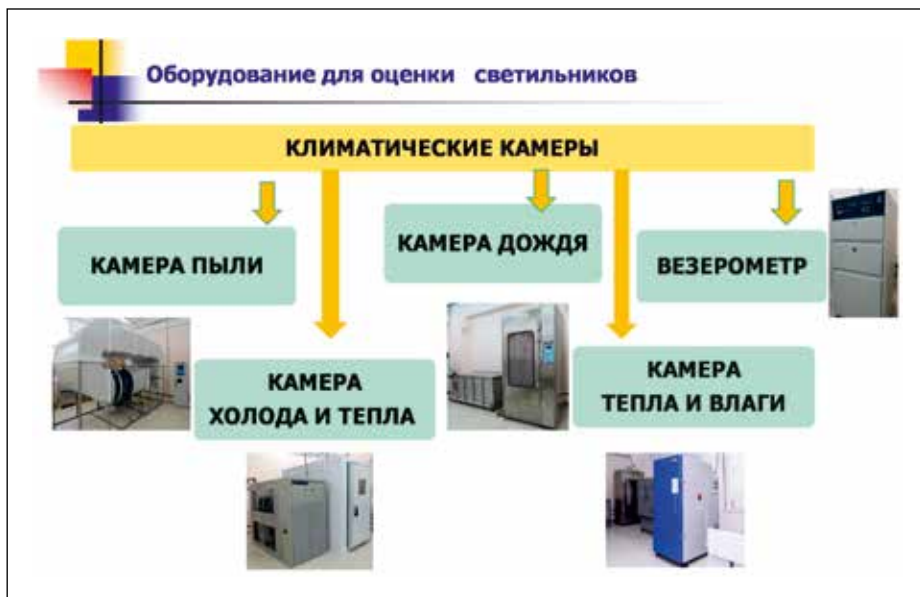 Оборудование для оценки светильников
КЛИМАТИЧЕСКИЕ КАМЕРЫ
КАМЕРА ПЫЛИ
КАМЕРА ДОЖДЯ
ВЕЗЕРОМЕТР
КАМЕРА
ХОЛОДА И ТЕПЛА
КАМЕРА
ТЕПЛА И ВЛАГИ